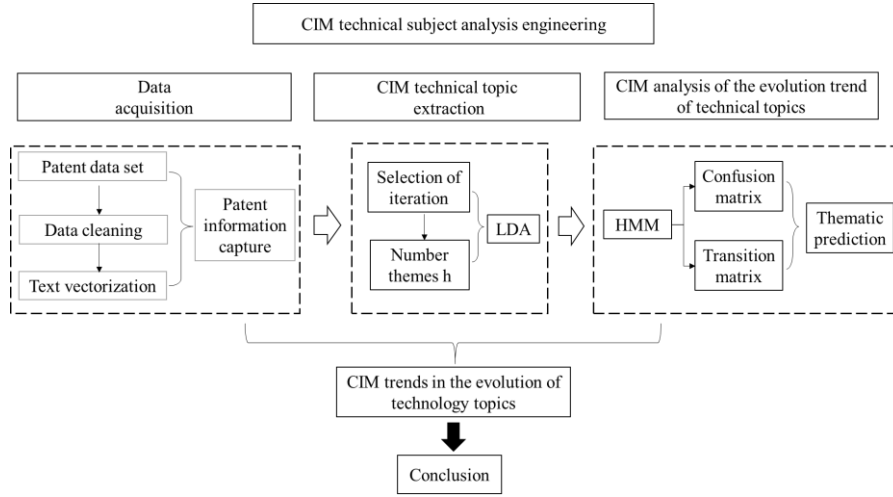 CIM technical subject analysis engineering
Data
acquisition
CIM technical topic
extraction
CIM analysis of the evolution trend
of technical topics
Patent data set
Data cleaning
Text vectorization
Patent
information
capture
Selection of
iteration
Number
themes h
LDA
HMM
Confusion
matrix
Transition
matrix
Thematic
prediction
CIM trends in the evolution of
technology topics
Conclusion